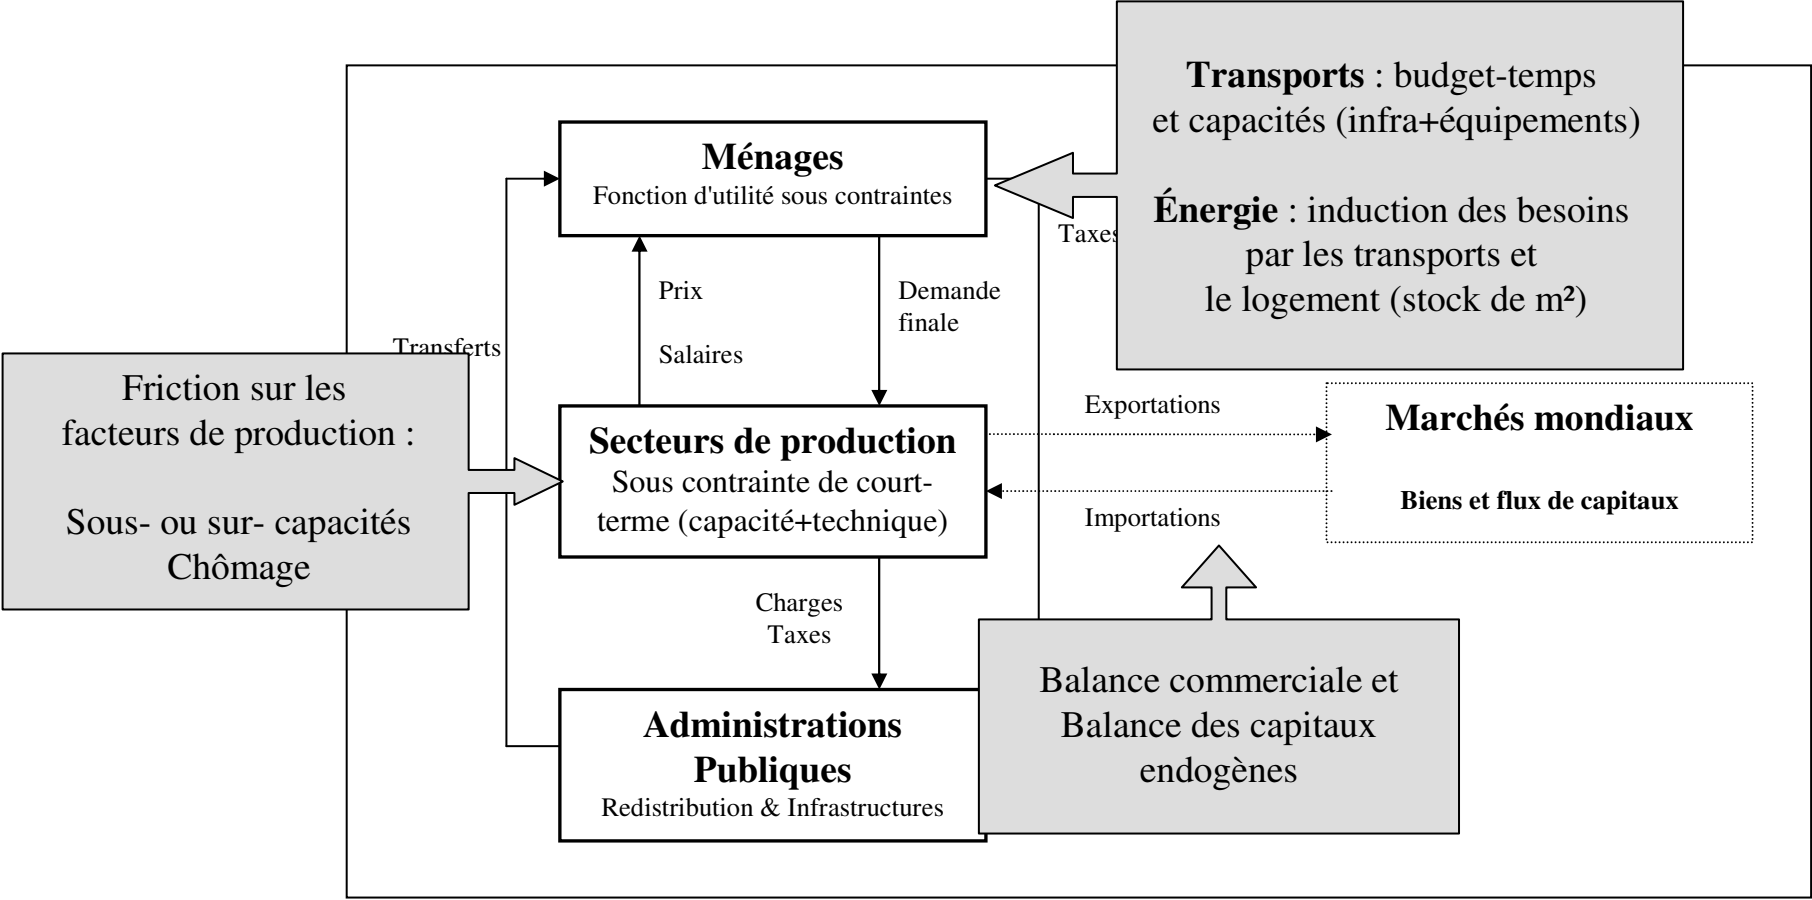 Transports : budget-temps
et capacités (infra+équipements)
Énergie : induction des besoins
par les transports et
le logement (stock de m²)
Ménages
Fonction d'utilité sous contraintes
Taxes
Prix
Salaires
Demande
finale
Transferts
Friction sur les
facteurs de production :
Sous- ou sur- capacités
Chômage
Secteurs de production
Sous contrainte de court-
terme (capacité+technique)
Exportations
Importations
Marchés mondiaux
Biens et flux de capitaux
Charges
Taxes
Administrations
Publiques
Redistribution & Infrastructures
Balance commerciale et
Balance des capitaux
endogènes